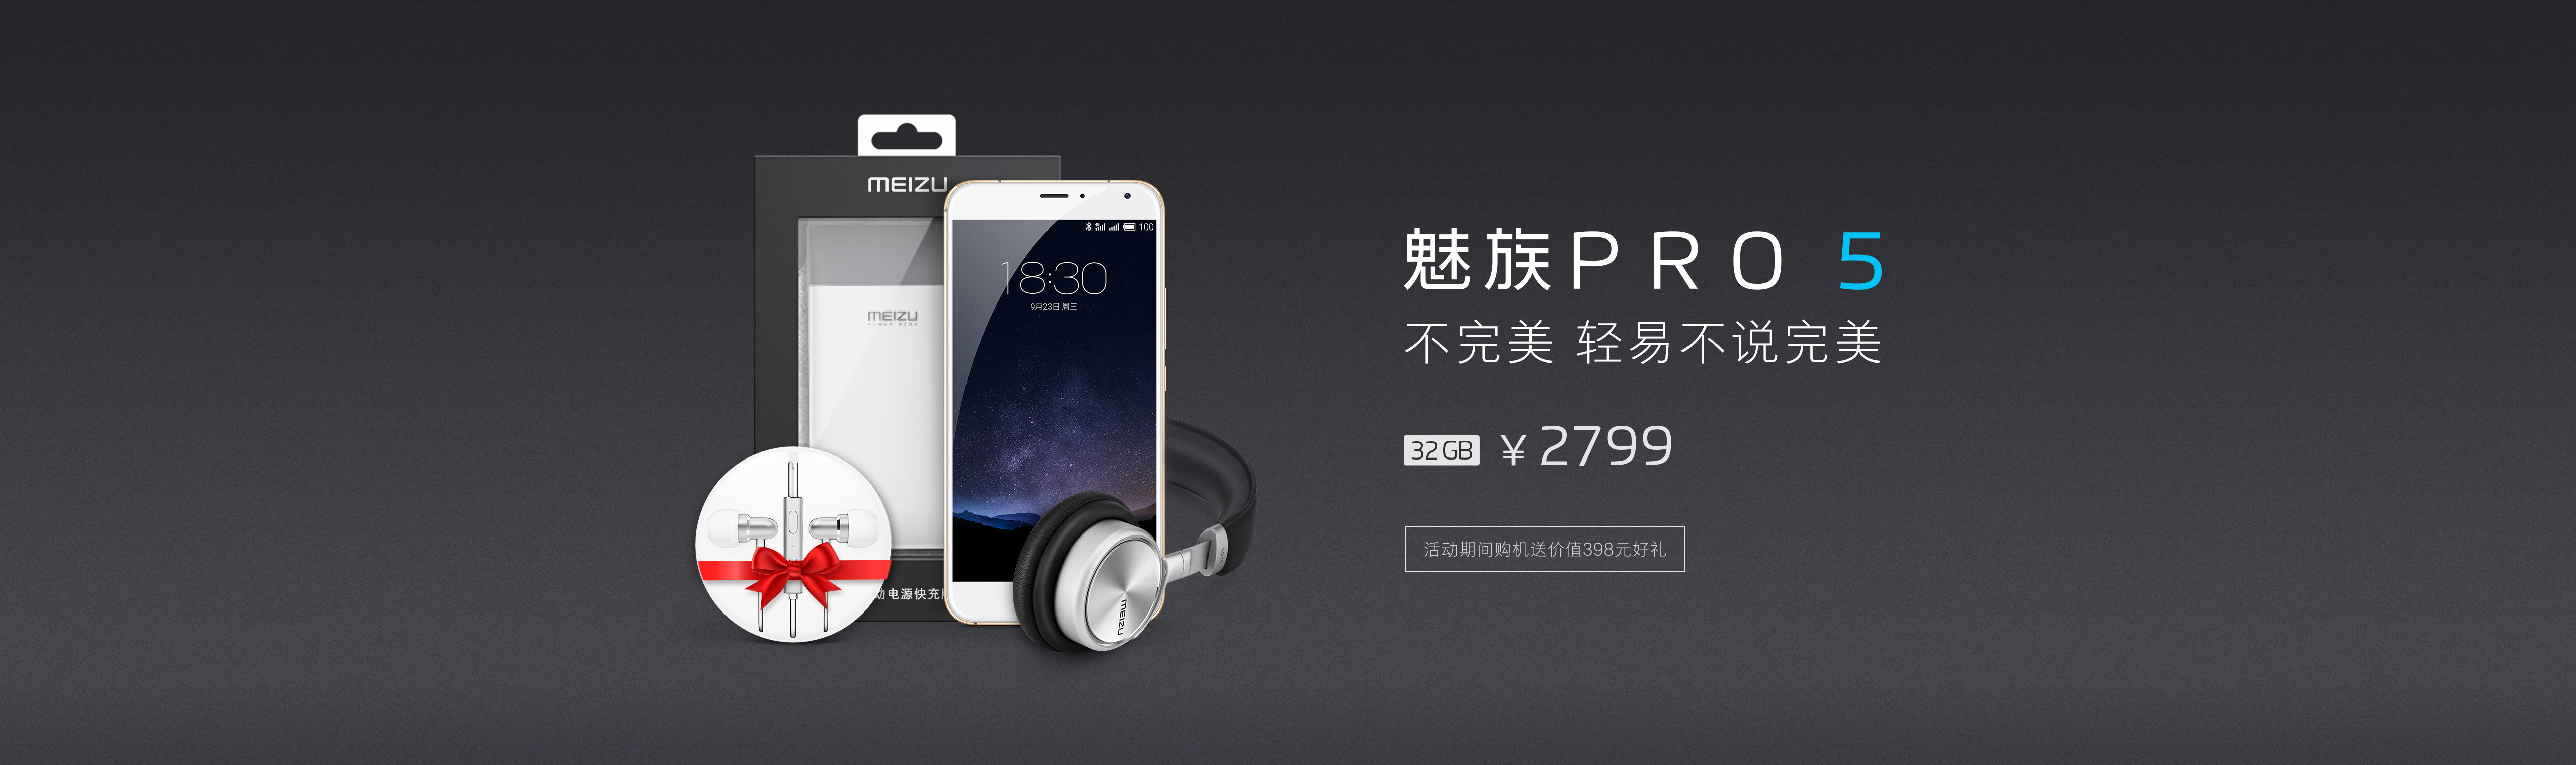 MEIZU
100
18:30
9月23日 周三
MEIZU
POWER BANK
动电源快充
MEIZU
魅族PRO 5
不完美 轻易不说完美
32GB ¥2799
活动期间购机送价值398元好礼